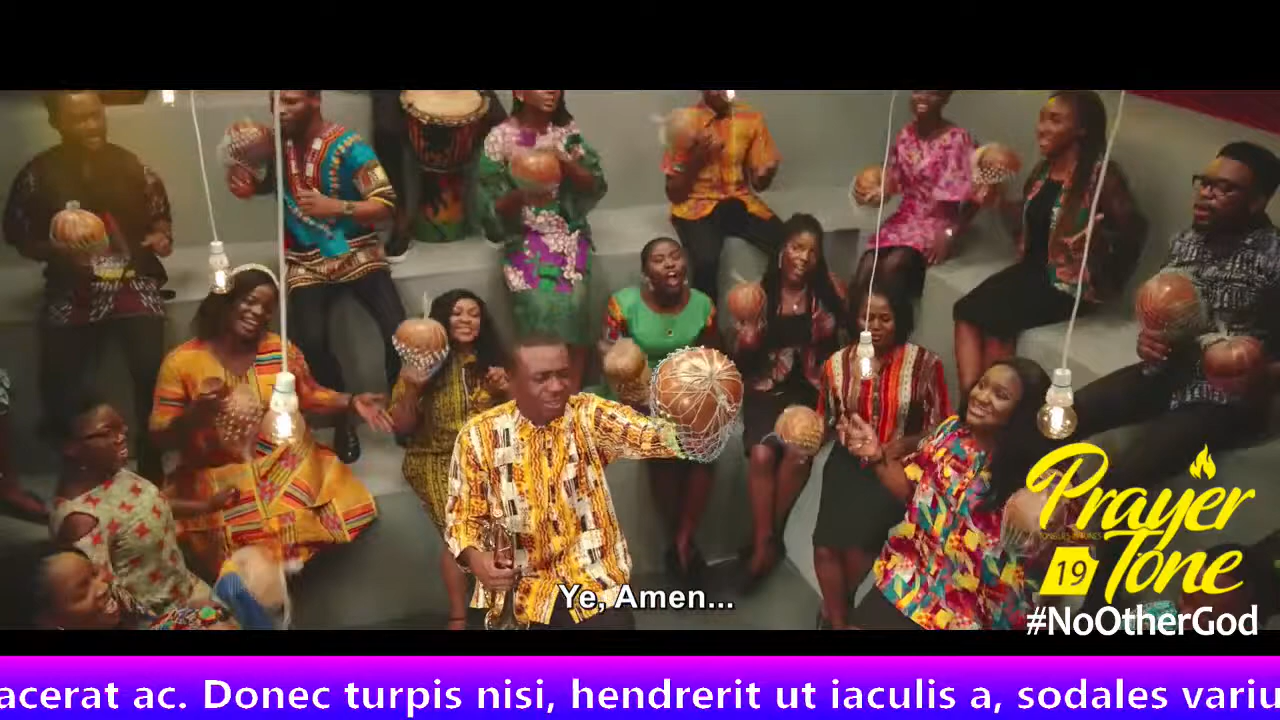 Prayer
19 Tone
Ye, Amen...
#NoOtherGod
acerat ac. Donec turpis nisi, hendrerit ut iaculis a, sodales variu